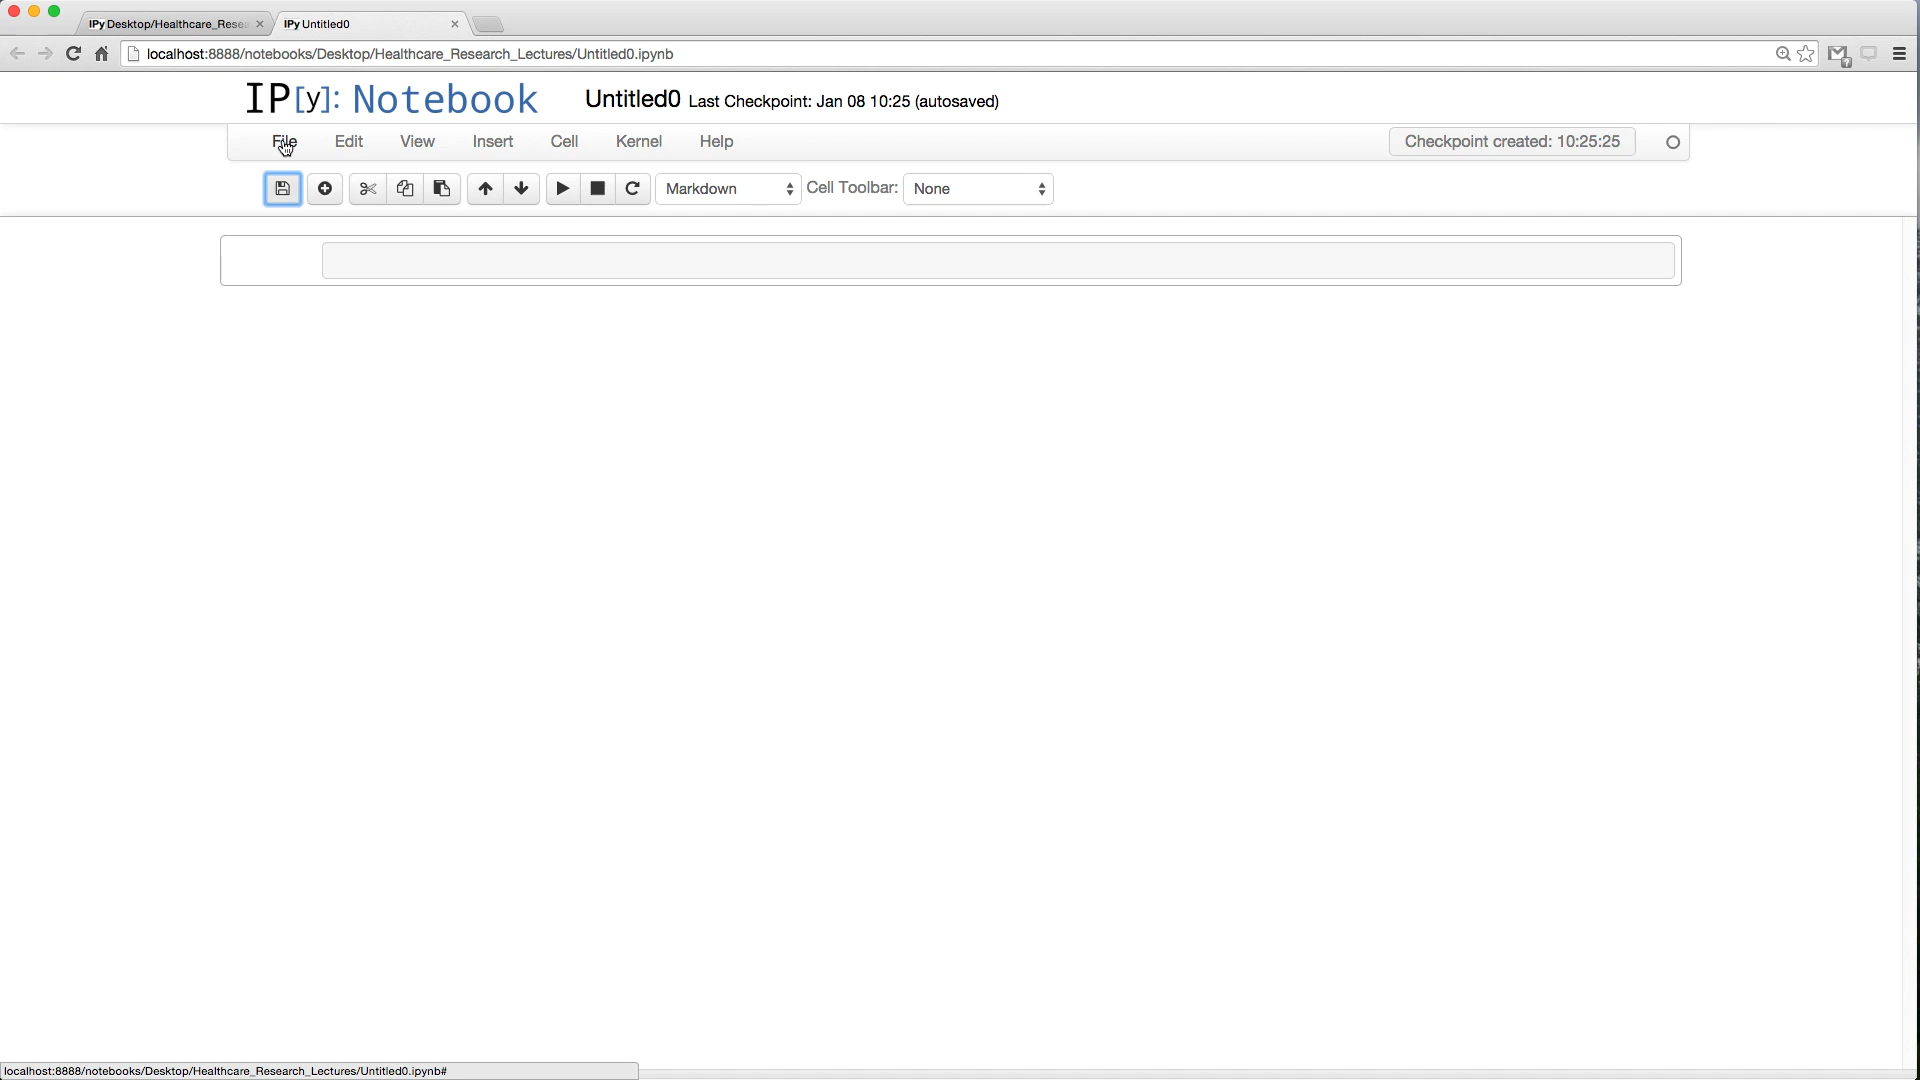 IPy Desktop/Healthcare_Resea
IPy Untitled0
localhost:8888/notebooks/Desktop/Healthcare_Research_Lectures/Untitled0.ipynb
IP[y]: Notebook Untitled0 Last Checkpoint: Jan 08 10:25 (autosaved)
File Edit View Insert Cell Kernel Help Checkpoint created: 10:25:25
Markdown Cell Toolbar: None
localhost:8888/notebooks/Desktop/Healthcare_Research_Lectures/Untitled0.ipynb#